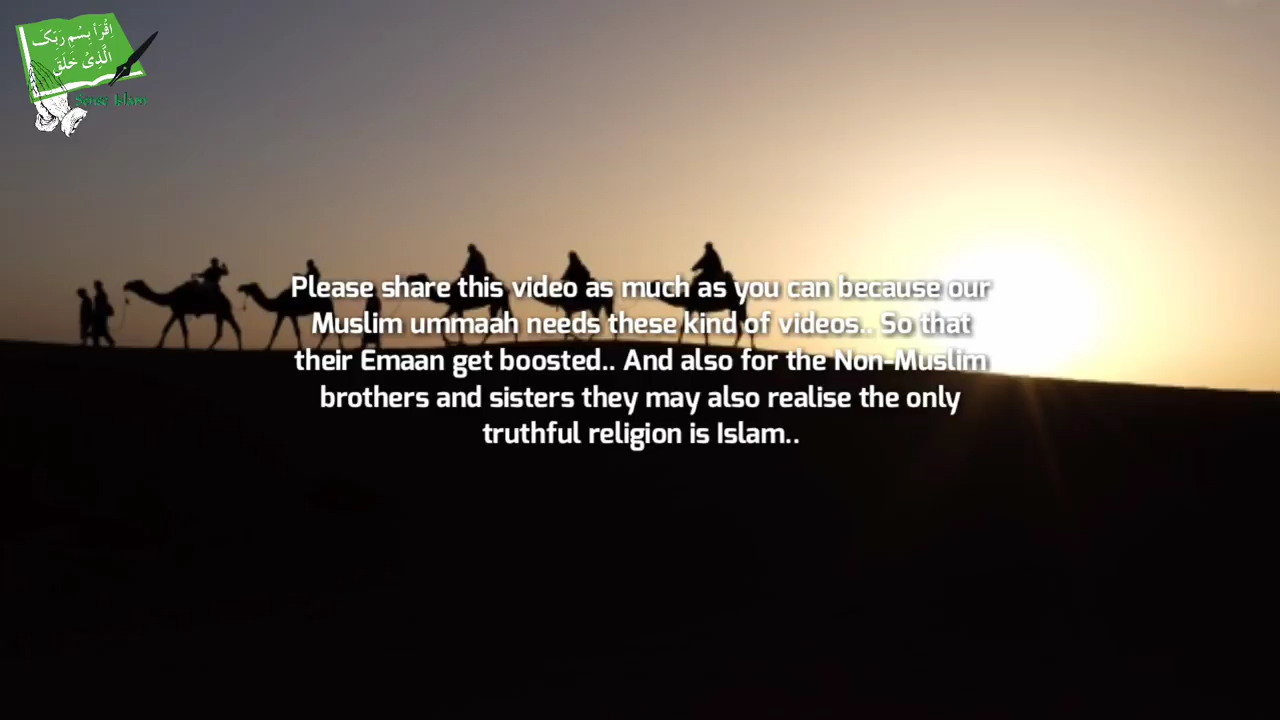 اِقْرَأْ بِسْمِ رَبِّكَ
الَّذِىْ خَلَقَ
Islam
Please share this video as much as you can because our
Muslim ummaah needs these kind of videos.. So that
their Emaan get boosted.. And also for the Non-Muslim
brothers and sisters they may also realise the only
truthful religion is Islam..